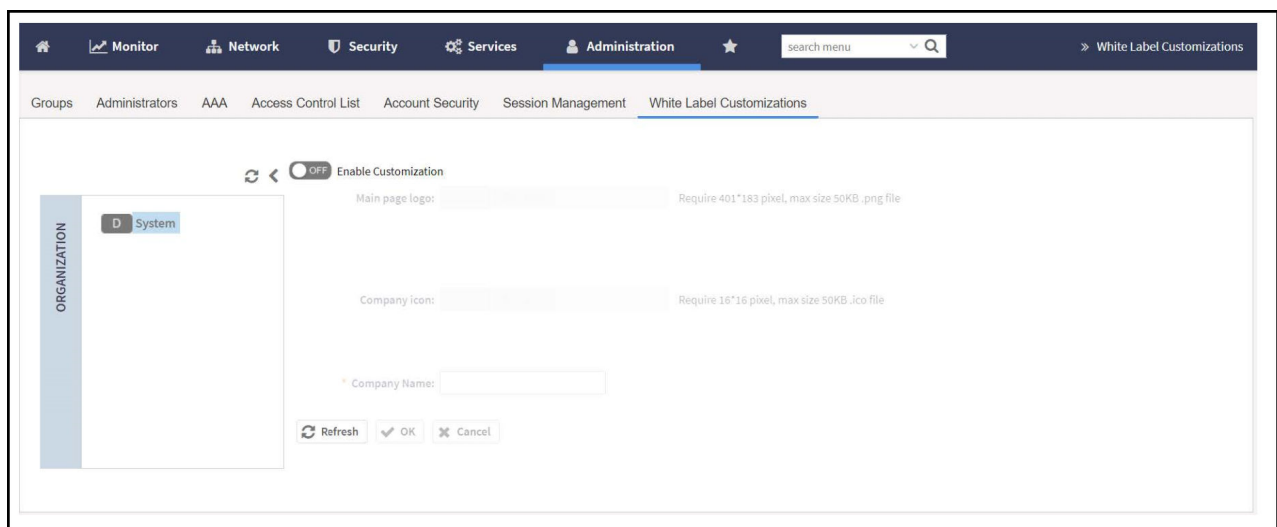 Monitor Network Security Services Administration search menu » White Label Customizations
Groups Administrators AAA Access Control List Account Security Session Management White Label Customizations
OFF Enable Customization
Main page logo: Require 401*183 pixel, max size 50KB .png file
D System
ORGANIZATION
Company icon: Require 16*16 pixel, max size 50KB .ico file
* Company Name:
Refresh OK Cancel